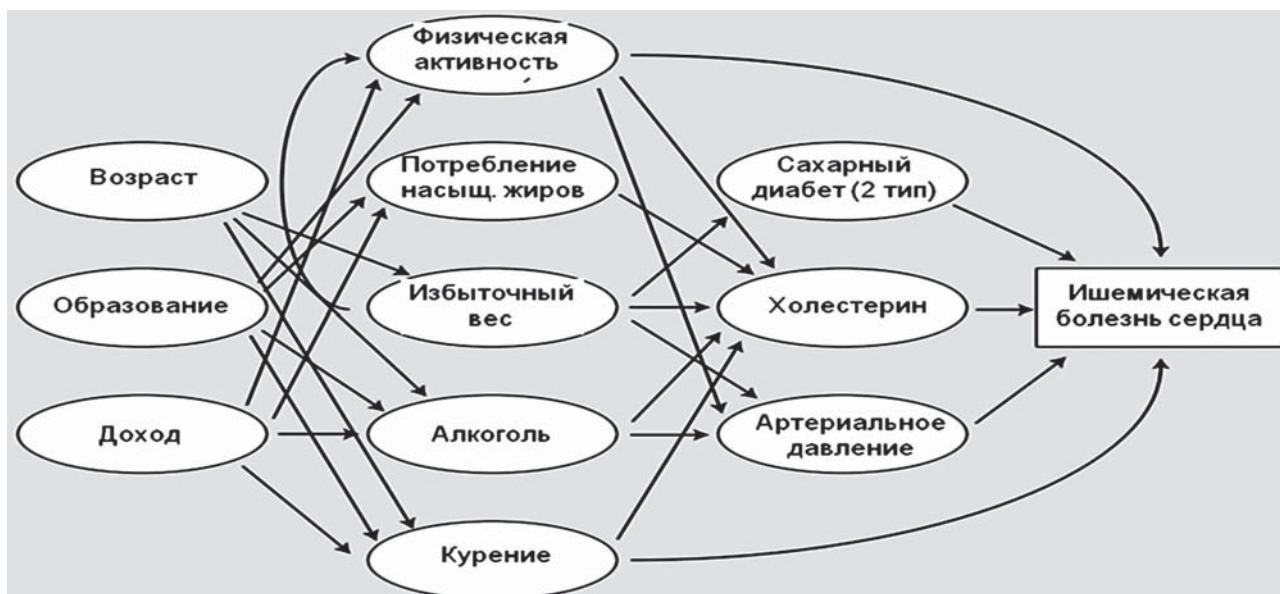 Физическая
активность
Возраст
Потребление
насыщ. жиров
Сахарный
диабет (2 тип)
Образование
Избыточный
вес
Холестерин
Ишемическая
болезнь сердца
Доход
Алкоголь
Артериальное
давление
Курение